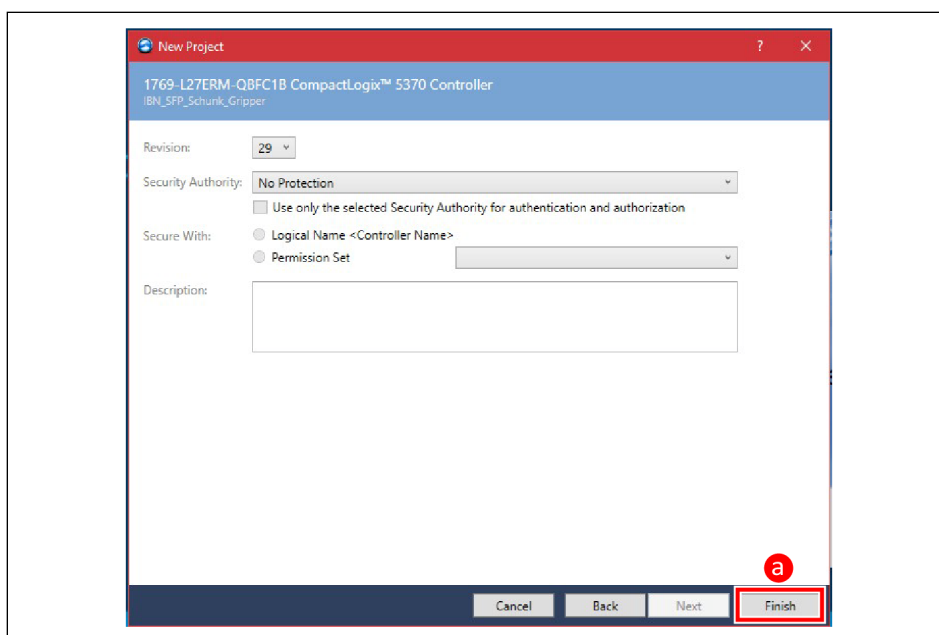 New Project
? ×
1769-L27ERM-QBFC1B CompactLogix™ 5370 Controller
IBN_SFP_Schunk_Gripper
Revision: 29
Security Authority: No Protection
Use only the selected Security Authority for authentication and authorization
Secure With: Logical Name <Controller Name>
Permission Set
Description:
a
Cancel Back Next Finish